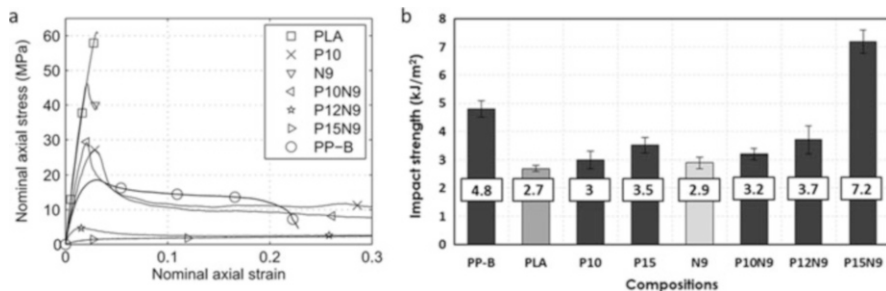 a
Nominal axial stress (MPa)
60
50
40
30
20
10
0
0
0.1
0.2
0.3
Nominal axial strain
PLA
P10
N9
P10N9
P12N9
P15N9
PP-B
b
Impact strength (kJ/m²)
8
7
6
5
4
3
2
1
0
4.8
2.7
3
3.5
2.9
3.2
3.7
7.2
PP-B PLA P10 P15 N9 P10N9 P12N9 P15N9
Compositions